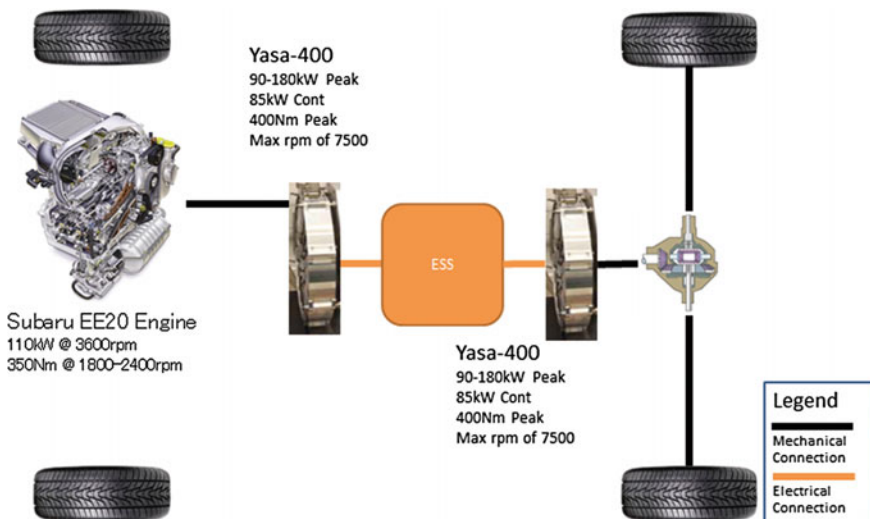 Yasa-400
90-180kW Peak
85kW Cont
400Nm Peak
Max rpm of 7500
ESS
Subaru EE20 Engine
110kW @ 3600rpm
350Nm @ 1800-2400rpm
Yasa-400
90-180kW Peak
85kW Cont
400Nm Peak
Max rpm of 7500
Legend
Mechanical
Connection
Electrical
Connection